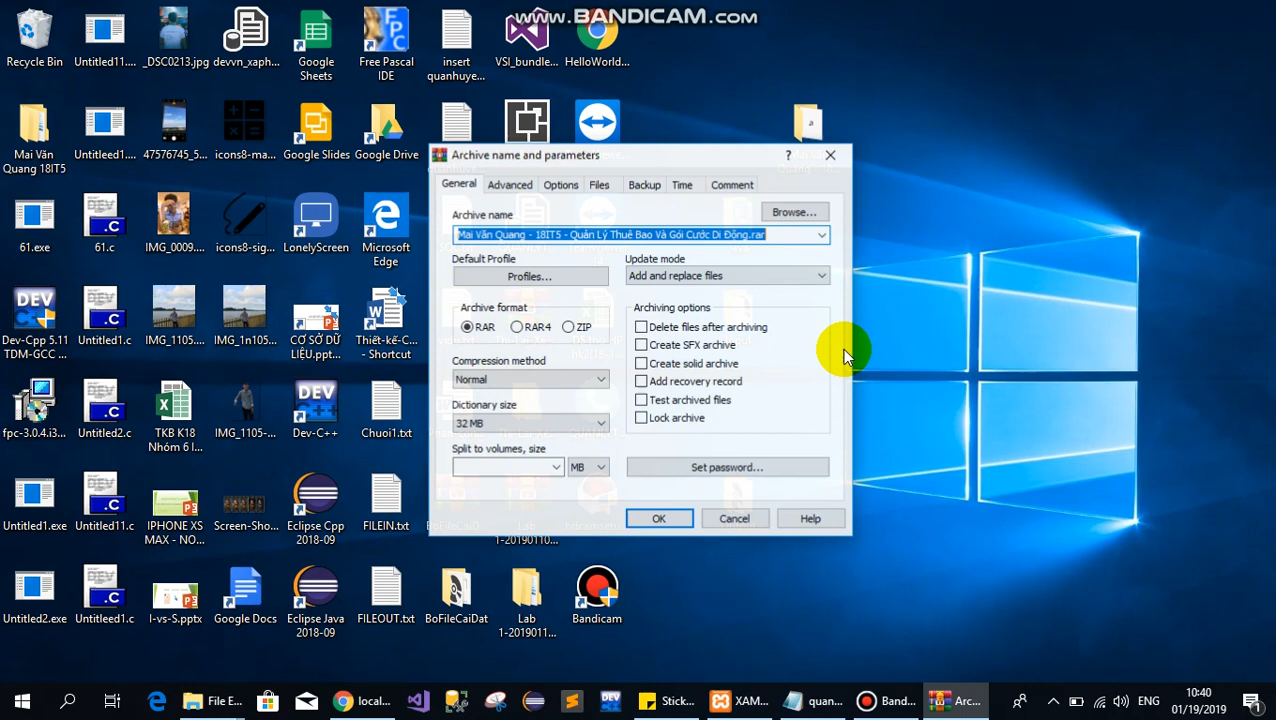 www.BANDICAM.com
Recycle Bin
Untitled11....
_DSC0213.jpg
devvn_xaph...
Google
Sheets
Free Pascal
IDE
insert
quanhuye...
VSI_bundle...
HelloWorld...
Mai Văn
Quang 18IT5
Untitleed1....
47576745_5...
icons8-ma...
Google Slides
Google Drive
61.exe
61.c
IMG_0009...
icons8-sig...
LonelyScreen
Microsoft
Edge
Dev-Cpp 5.11
TDM-GCC ...
Untitled1.c
IMG_1105-...
IMG_1n105...
CƠ SỞ DỮ
LIỆU.ppt...
Thiết-kế-C...
- Shortcut
fpc-3.0.4.i3...
Untitled2.c
TKB K18
Nhóm 6 l...
IMG_1105-...
Dev-C++
Chuoi1.txt
Untitled1.exe
Untitled11.c
IPHONE XS
MAX - NO...
Screen-Sho...
Eclipse Cpp
2018-09
FILEIN.txt
BoFileCaiD...
Lab
1-20190110...
Untitled2.exe
Untitleed1.c
I-vs-S.pptx
Google Docs
Eclipse Java
2018-09
FILEOUT.txt
BoFileCaiDat
Lab
1-2019011...
Bandicam
Archive name and parameters
?
General
Advanced
Options
Files
Backup
Time
Comment
Archive name
Browse...
Mai Văn Quang - 18IT5 - Quản Lý Thuê Bao Và Gói Cước Di Động.rar
Default Profile
Profiles...
Update mode
Add and replace files
Archive format
RAR
RAR4
ZIP
Compression method
Normal
Dictionary size
32 MB
Split to volumes, size
MB
Archiving options
Delete files after archiving
Create SFX archive
Create solid archive
Add recovery record
Test archived files
Lock archive
Set password...
OK
Cancel
Help
File E...
local...
Stick...
XAM...
quan...
Band...
Arc...
ENG
10:40
01/19/2019